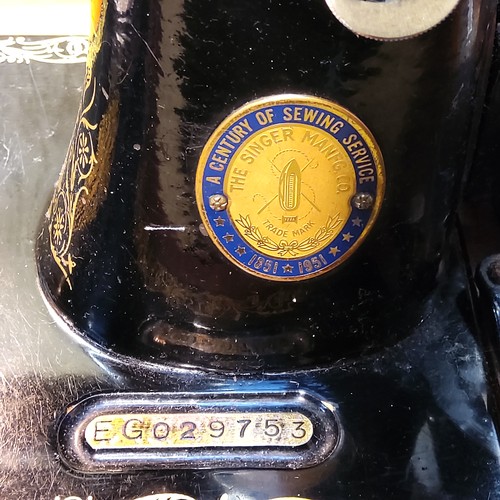 A CENTURY OF SEWING SERVICE
THE SINGER MANFG. CO.
TRADE MARK
1851 1951
EG029753